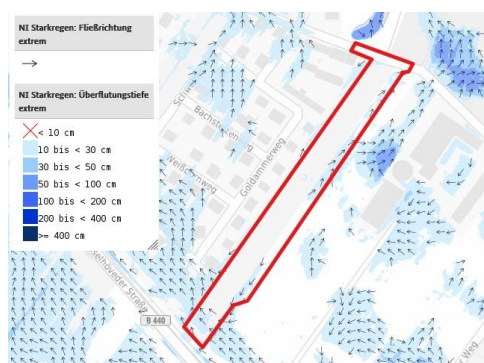 NI Starkregen: Fließrichtung
extrem
NI Starkregen: Überflutungstiefe
extrem
< 10 cm
10 bis < 30 cm
30 bis < 50 cm
50 bis < 100 cm
100 bis < 200 cm
200 bis < 400 cm
>= 400 cm
Goldammerweg
B 440
Weg